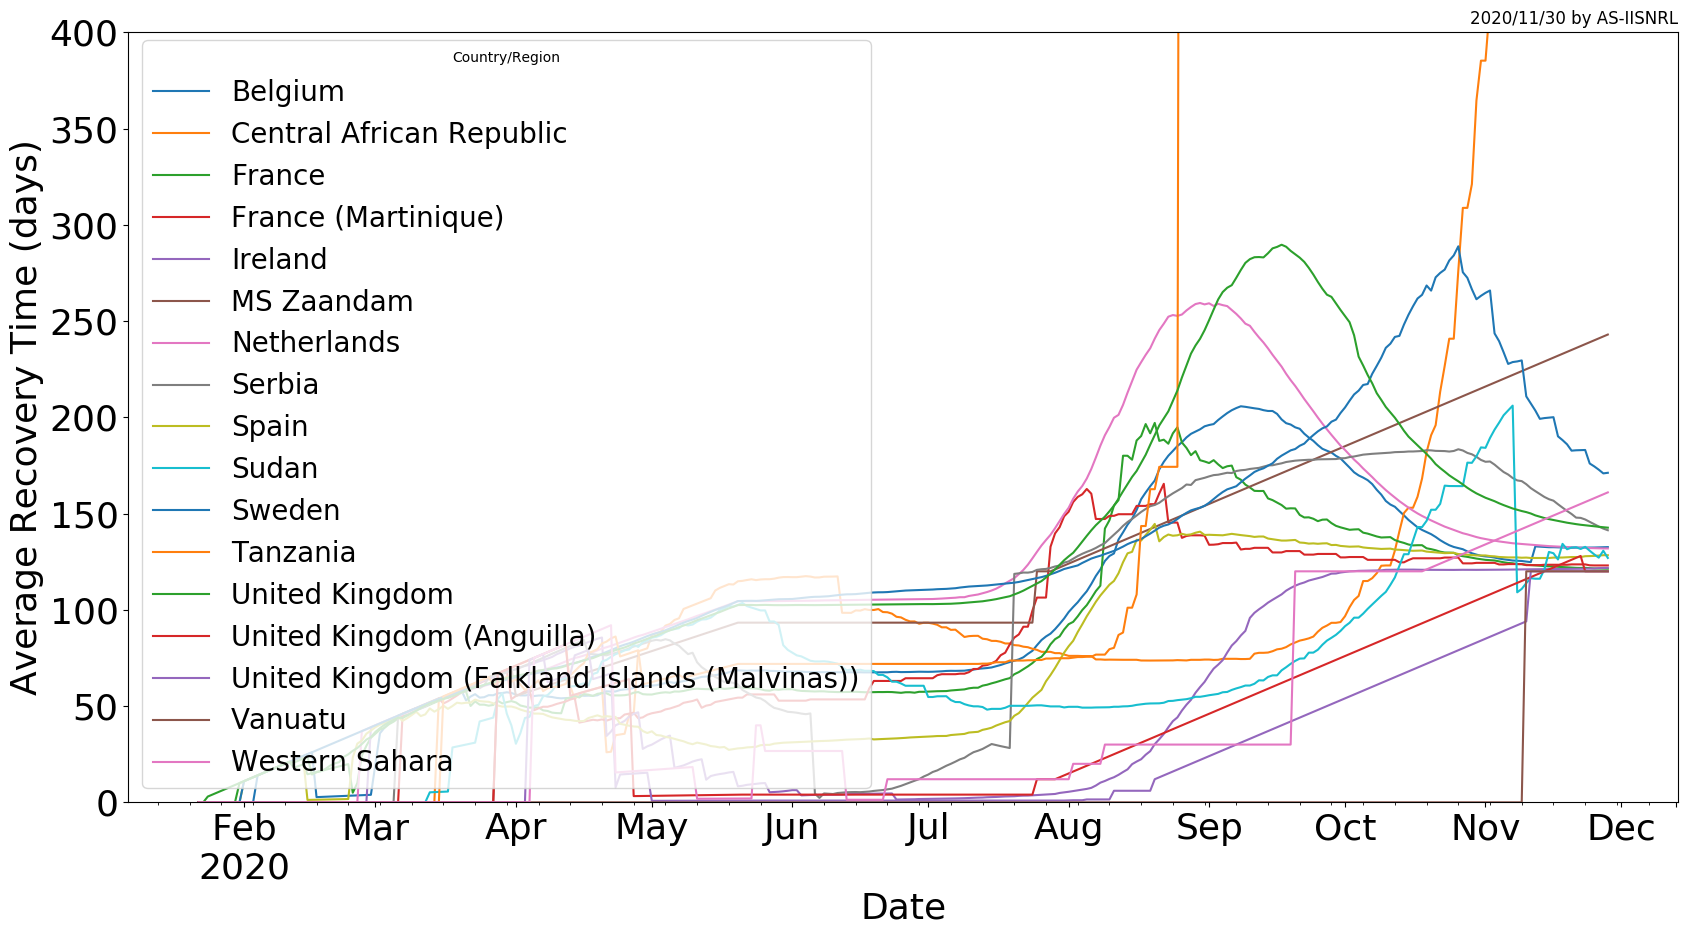 2020/11/30 by AS-IISNRL
400
350
300
250
200
150
100
50
0
Average Recovery Time (days)
Country/Region
Belgium
Central African Republic
France
France (Martinique)
Ireland
MS Zaandam
Netherlands
Serbia
Spain
Sudan
Sweden
Tanzania
United Kingdom
United Kingdom (Anguilla)
United Kingdom (Falkland Islands (Malvinas))
Vanuatu
Western Sahara
Feb Mar Apr May Jun Jul Aug Sep Oct Nov Dec
2020
Date